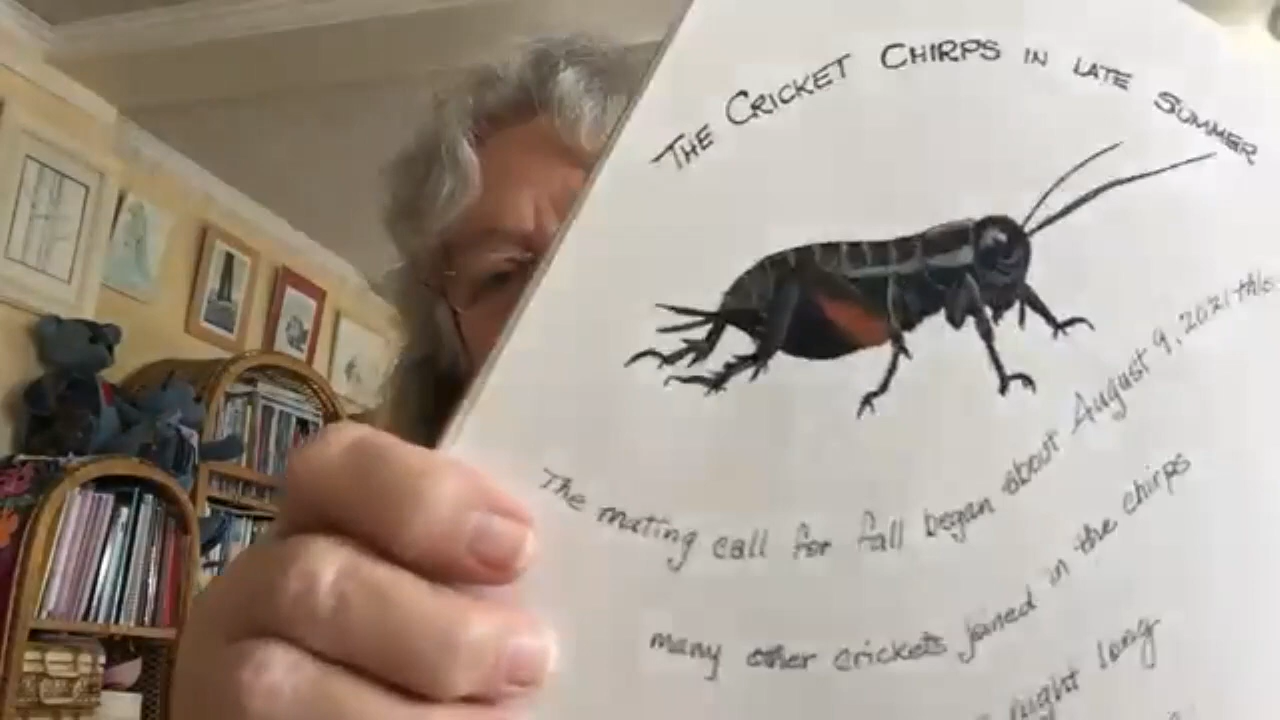 THE CRICKET CHIRPS IN LATE SUMMER
The mating call for fall began about August 9, 2021 this
many other crickets joined in the chirps
night long